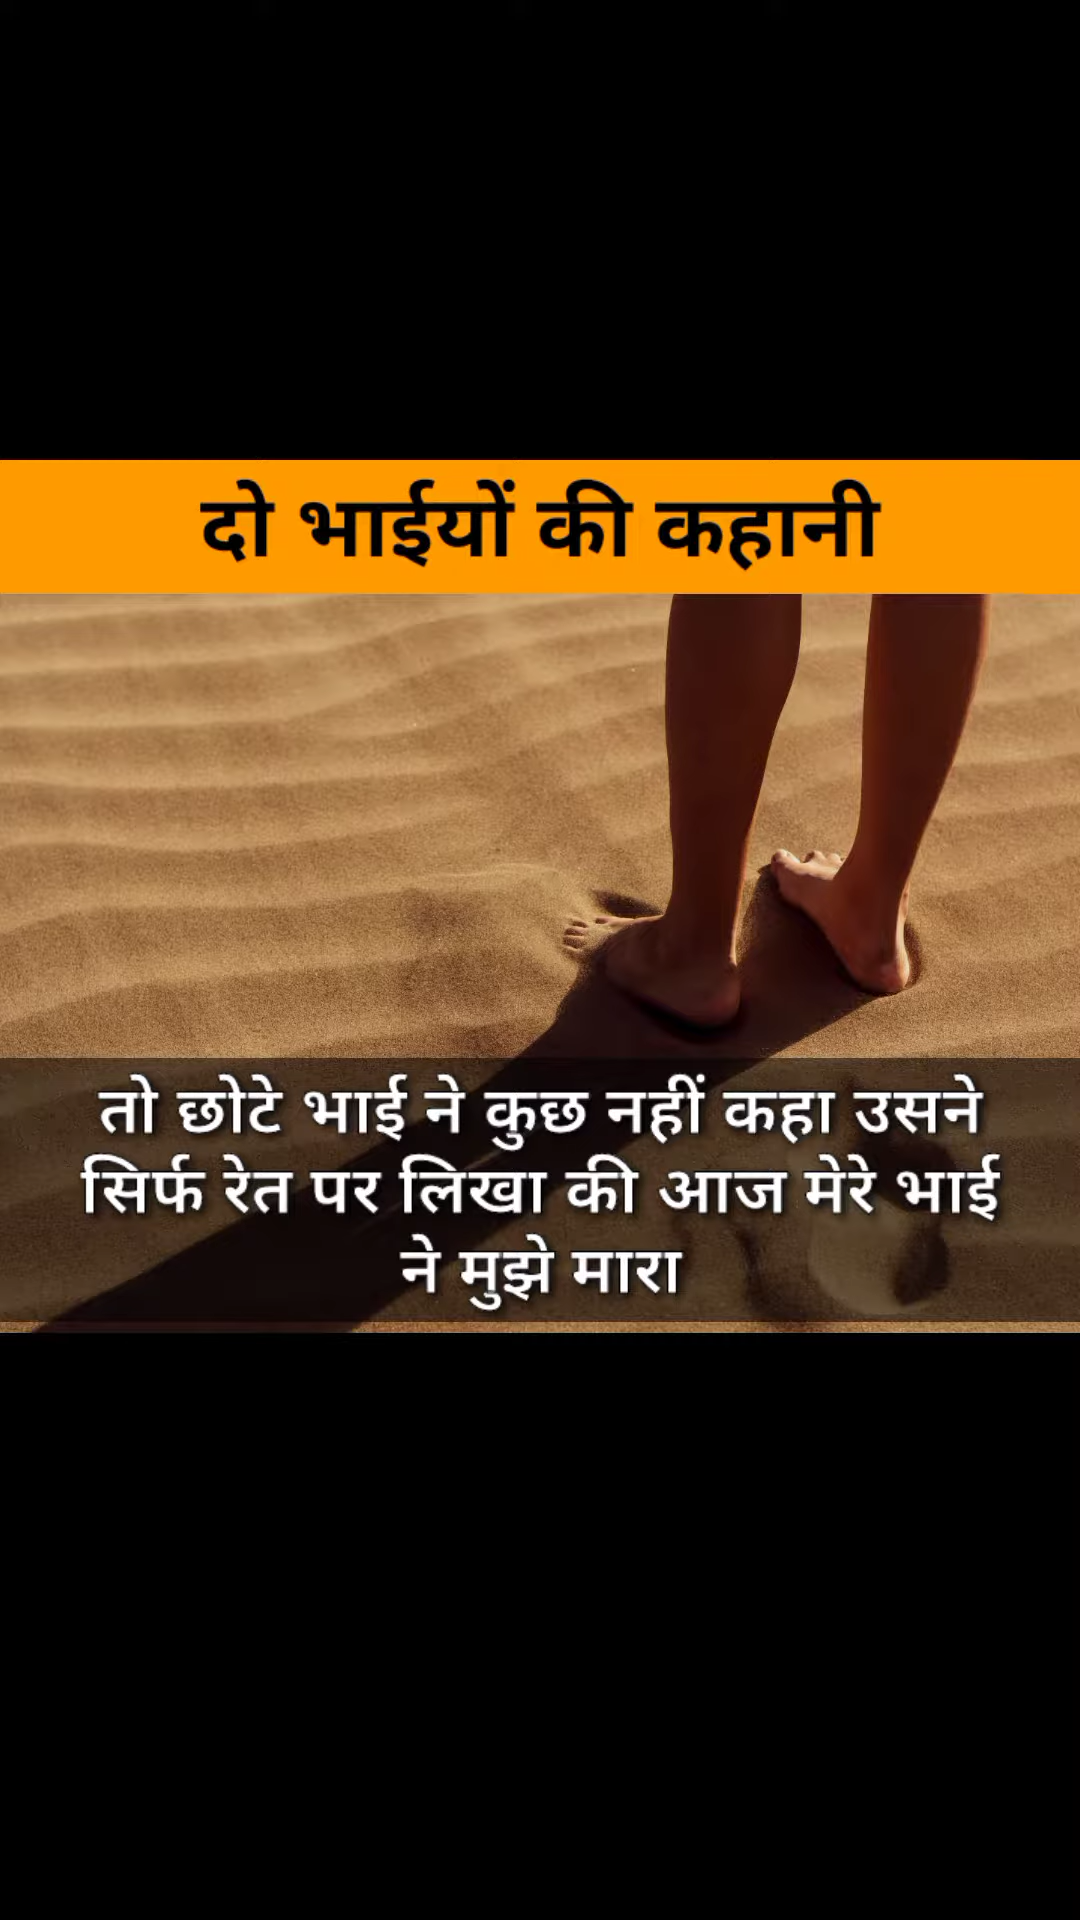 दो भाईयों की कहानी
तो छोटे भाई ने कुछ नहीं कहा उसने
सिर्फ रेत पर लिखा की आज मेरे भाई
ने मुझे मारा